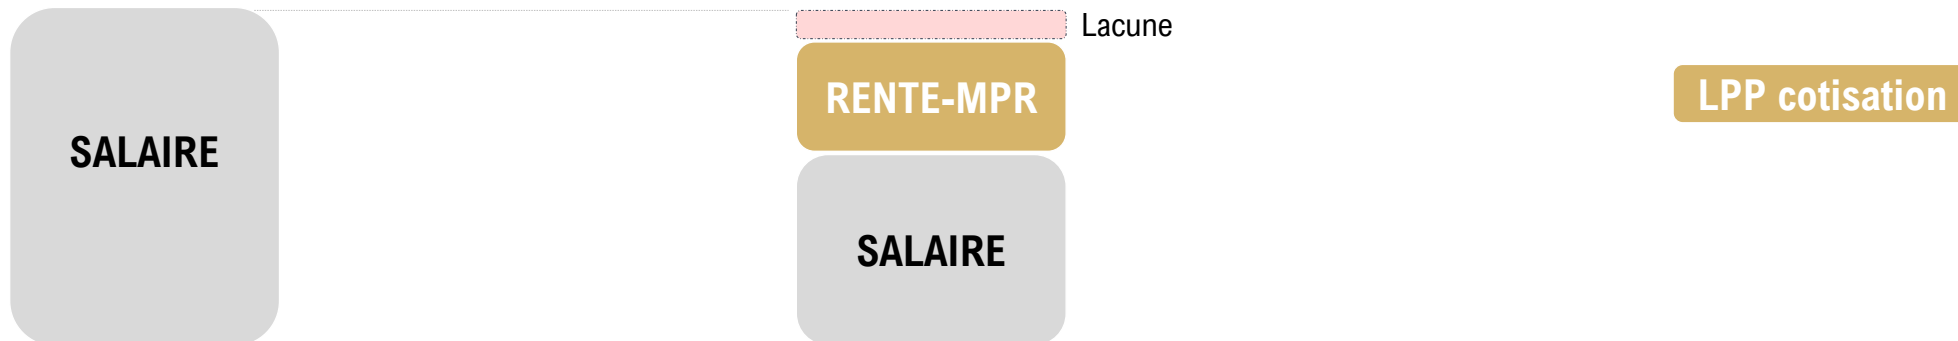 SALAIRE
Lacune
RENTE-MPR
SALAIRE
LPP cotisation